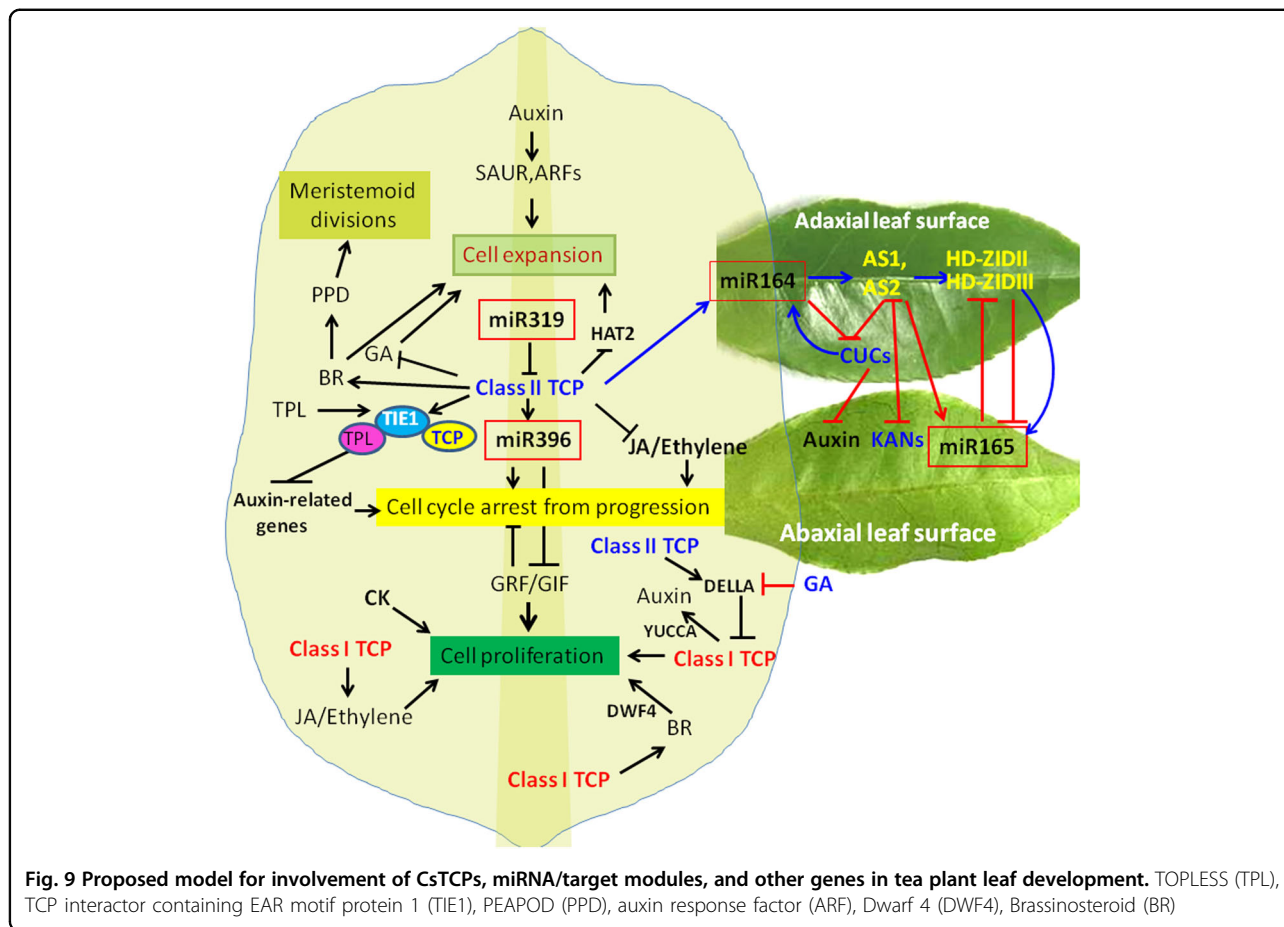 Auxin
SAUR,ARFs
Meristemoid
divisions
Cell expansion
PPD
miR319
HAT2
GA
BR
Class II TCP
TPL
TIE1
TPL
TCP
miR396
JA/Ethylene
Auxin-related
genes
Cell cycle arrest from progression
Class II TCP
GRF/GIF
DELLA
GA
CK
Auxin
YUCCA
Class I TCP
Cell proliferation
Class I TCP
JA/Ethylene
DWF4
BR
Class I TCP
Adaxial leaf surface
miR164
AS1,
AS2
HD-ZIDII
HD-ZIDIII
CUCs
Auxin
KANs
miR165
Abaxial leaf surface
Fig. 9 Proposed model for involvement of CsTCPs, miRNA/target modules, and other genes in tea plant leaf development. TOPLESS (TPL),
TCP interactor containing EAR motif protein 1 (TIE1), PEAPOD (PPD), auxin response factor (ARF), Dwarf 4 (DWF4), Brassinosteroid (BR)